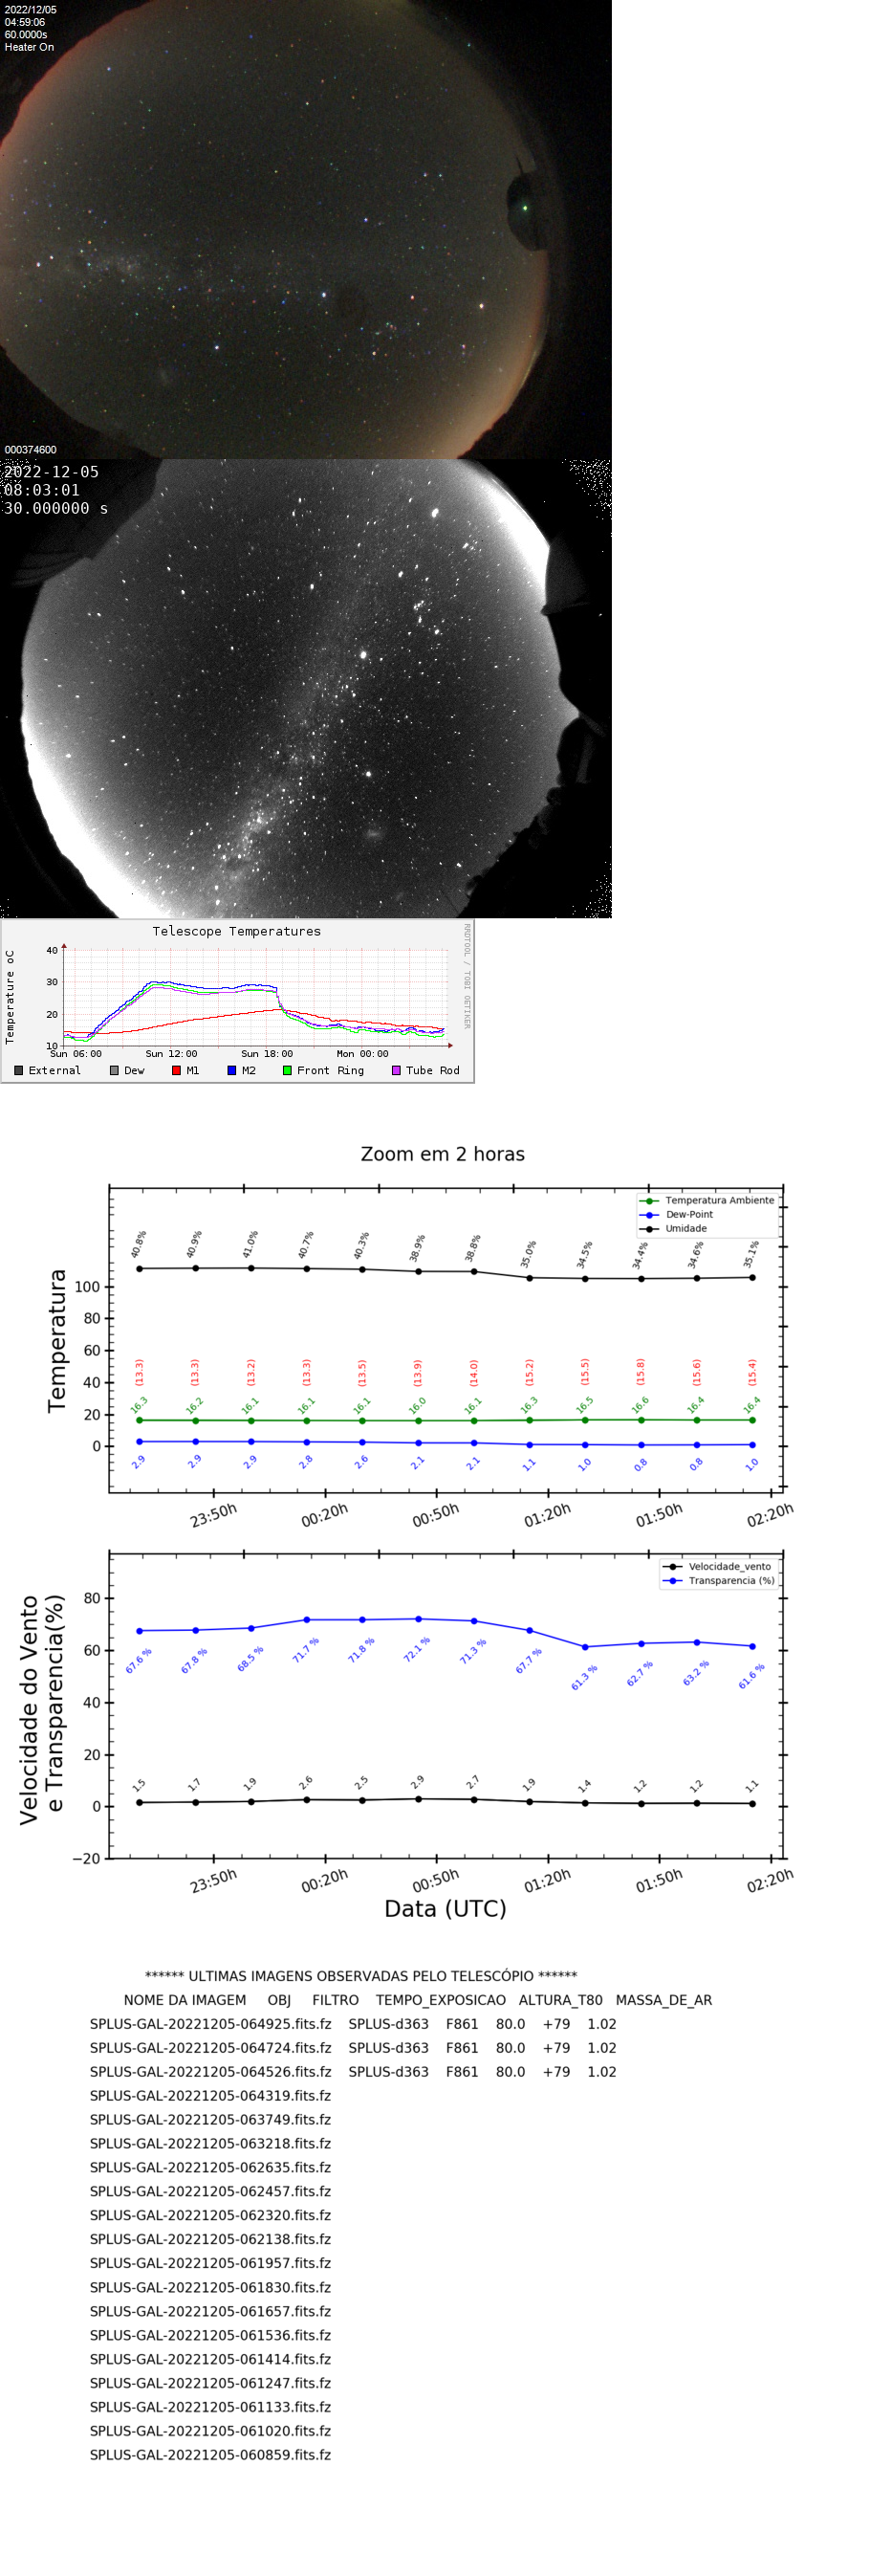 2022/12/05
04:59:06
60.0000s
Heater On
000374600
2022-12-05
08:03:01
30.000000 s
Telescope Temperatures
RRDTOOL / TOBI OETIKER
Temperature oC
40
30
20
10
Sun 06:00 Sun 12:00 Sun 18:00 Mon 00:00
External Dew M1 M2 Front Ring Tube Rod
Zoom em 2 horas
Temperatura Ambiente
Dew-Point
Umidade
40.8% 40.9% 41.0% 40.7% 40.3% 38.9% 38.8% 35.0% 34.5% 34.4% 34.6% 35.1%
Temperatura
100
80
60
40
20
0
(13.3) (13.3) (13.2) (13.3) (13.5) (13.9) (14.0) (15.2) (15.5) (15.8) (15.6) (15.4)
16.3 16.2 16.1 16.1 16.1 16.0 16.1 16.3 16.5 16.6 16.4 16.4
2.9 2.9 2.9 2.8 2.6 2.1 2.1 1.1 1.0 0.8 0.8 1.0
23:50h 00:20h 00:50h 01:20h 01:50h 02:20h
Velocidade_vento
Transparencia (%)
Velocidade do Vento
e Transparencia(%)
80
60
40
20
0
−20
67.6 % 67.8 % 68.5 % 71.7 % 71.8 % 72.1 % 71.3 % 67.7 % 61.3 % 62.7 % 63.2 % 61.6 %
1.5 1.7 1.9 2.6 2.5 2.9 2.7 1.9 1.4 1.2 1.2 1.1
23:50h 00:20h 00:50h 01:20h 01:50h 02:20h
Data (UTC)
****** ULTIMAS IMAGENS OBSERVADAS PELO TELESCÓPIO ******
NOME DA IMAGEM OBJ FILTRO TEMPO_EXPOSICAO ALTURA_T80 MASSA_DE_AR
SPLUS-GAL-20221205-064925.fits.fz SPLUS-d363 F861 80.0 +79 1.02
SPLUS-GAL-20221205-064724.fits.fz SPLUS-d363 F861 80.0 +79 1.02
SPLUS-GAL-20221205-064526.fits.fz SPLUS-d363 F861 80.0 +79 1.02
SPLUS-GAL-20221205-064319.fits.fz
SPLUS-GAL-20221205-063749.fits.fz
SPLUS-GAL-20221205-063218.fits.fz
SPLUS-GAL-20221205-062635.fits.fz
SPLUS-GAL-20221205-062457.fits.fz
SPLUS-GAL-20221205-062320.fits.fz
SPLUS-GAL-20221205-062138.fits.fz
SPLUS-GAL-20221205-061957.fits.fz
SPLUS-GAL-20221205-061830.fits.fz
SPLUS-GAL-20221205-061657.fits.fz
SPLUS-GAL-20221205-061536.fits.fz
SPLUS-GAL-20221205-061414.fits.fz
SPLUS-GAL-20221205-061247.fits.fz
SPLUS-GAL-20221205-061133.fits.fz
SPLUS-GAL-20221205-061020.fits.fz
SPLUS-GAL-20221205-060859.fits.fz